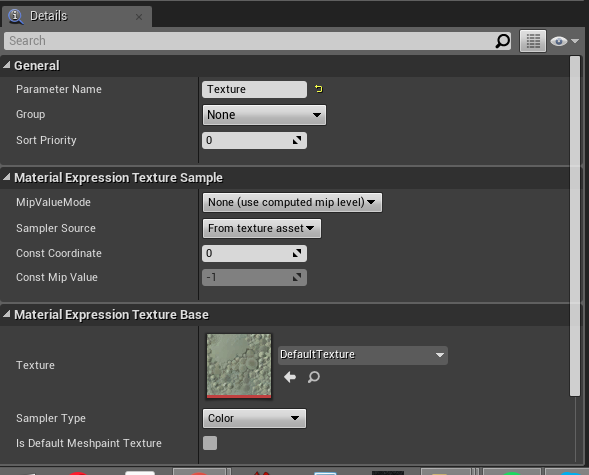 Details
Search
General
Parameter Name Texture
Group None
Sort Priority 0
Material Expression Texture Sample
MipValueMode None (use computed mip level)
Sampler Source From texture asset
Const Coordinate 0
Const Mip Value -1
Material Expression Texture Base
Texture DefaultTexture
Sampler Type Color
Is Default Meshpaint Texture